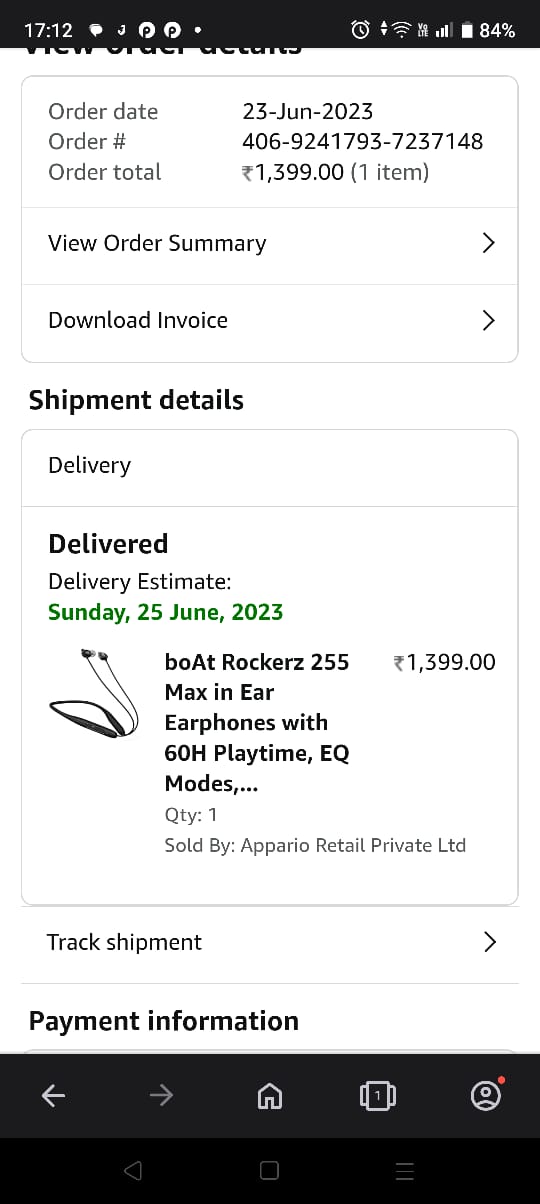 17:12
84%
View order details
Order date 23-Jun-2023
Order # 406-9241793-7237148
Order total ₹1,399.00 (1 item)
View Order Summary
Download Invoice
Shipment details
Delivery
Delivered
Delivery Estimate:
Sunday, 25 June, 2023
boAt Rockerz 255 ₹1,399.00
Max in Ear
Earphones with
60H Playtime, EQ
Modes,...
Qty: 1
Sold By: Appario Retail Private Ltd
Track shipment
Payment information
1